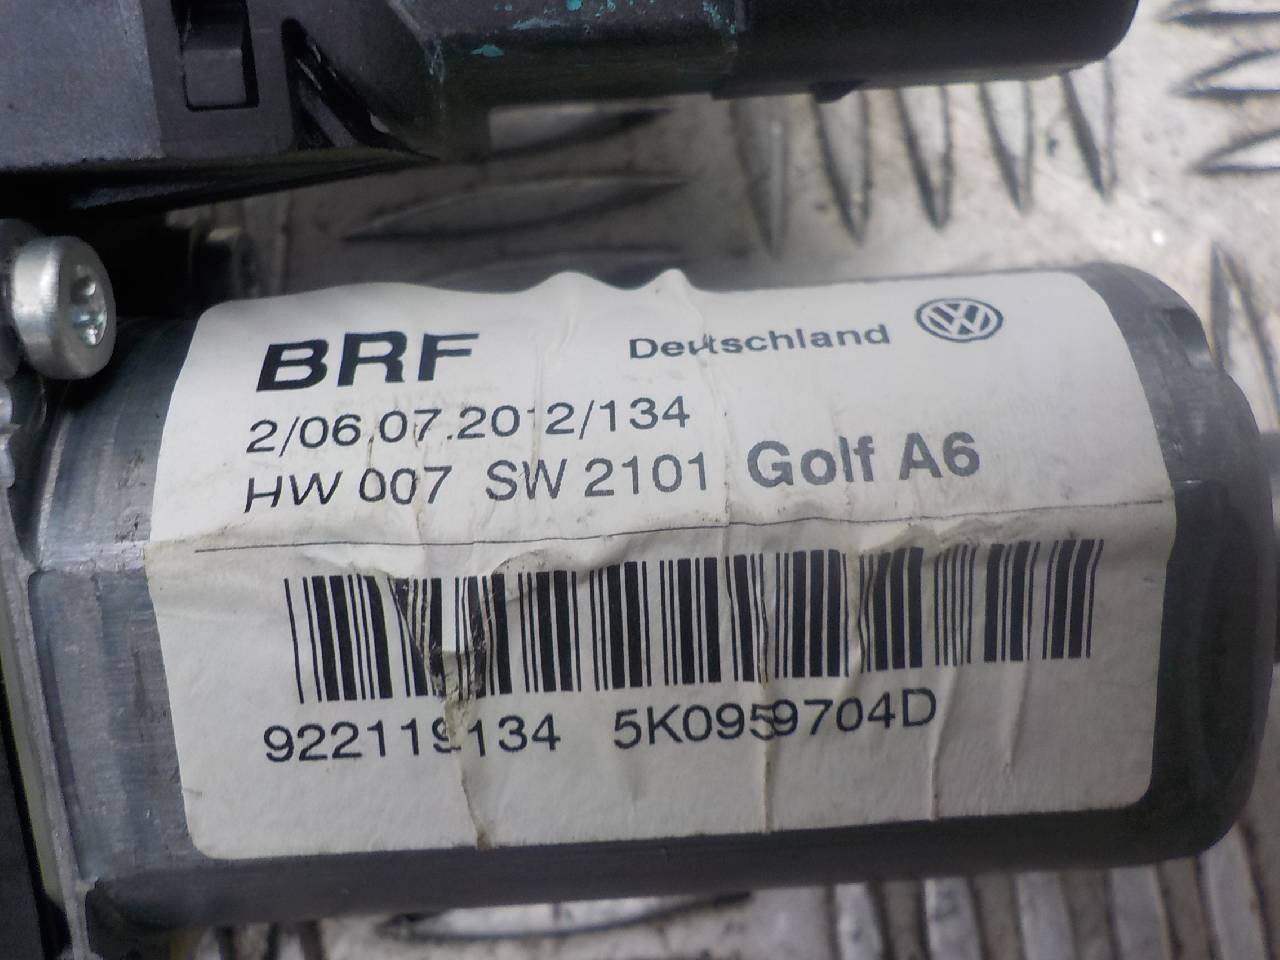 BRF Deutschland
2/06.07.2012/134
HW 007 SW 2101 Golf A6
922119134 5K0959704D